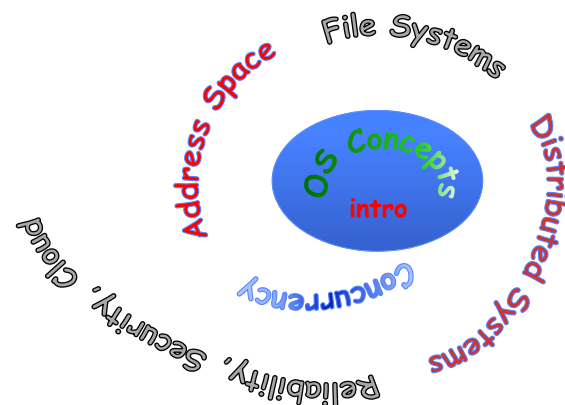 File Systems
Address Space
OS Concepts
intro
Distributed Systems
Concurrency
Reliability, Security, Cloud